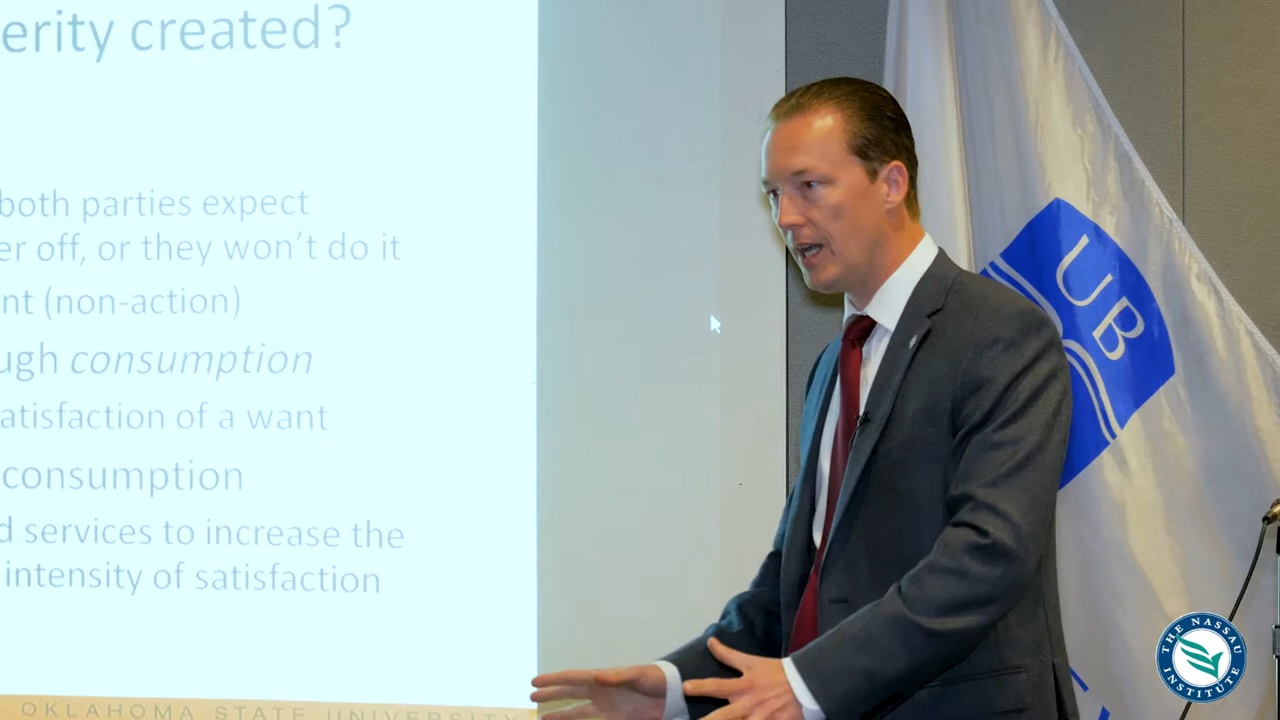 erity created?
both parties expect
er off, or they won't do it
nt (non-action)
ugh consumption
atisfaction of a want
consumption
d services to increase the
intensity of satisfaction
OKLAHOMA STATE UNIVERSITY
UB
THE NASSAU
INSTITUTE